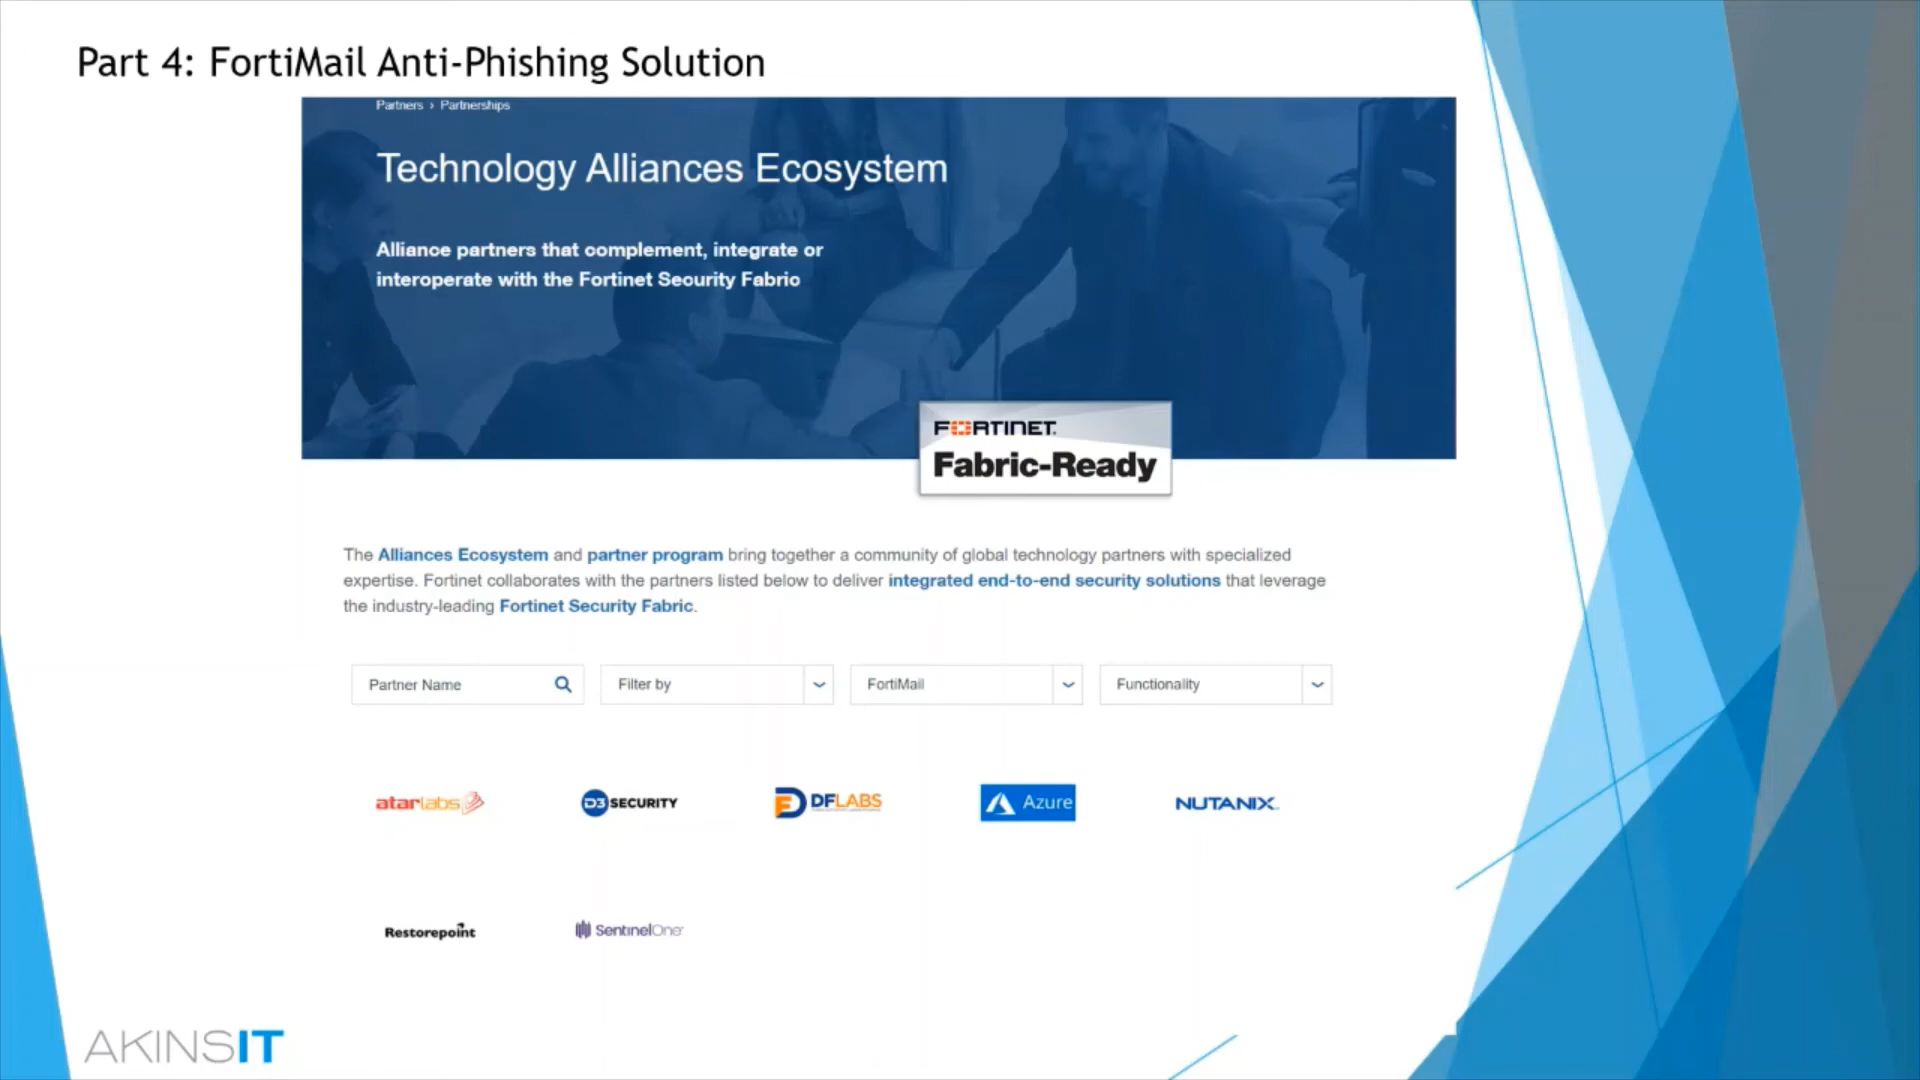 Part 4: FortiMail Anti-Phishing Solution
Partners › Partnerships
Technology Alliances Ecosystem
Alliance partners that complement, integrate or
interoperate with the Fortinet Security Fabric
FORTINET
Fabric-Ready
The Alliances Ecosystem and partner program bring together a community of global technology partners with specialized
expertise. Fortinet collaborates with the partners listed below to deliver integrated end-to-end security solutions that leverage
the industry-leading Fortinet Security Fabric.
Partner Name
Filter by
FortiMail
Functionality
atarlabs
D3 SECURITY
DFLABS
Azure
NUTANIX
Restorepoint
SentinelOne
AKINSIT